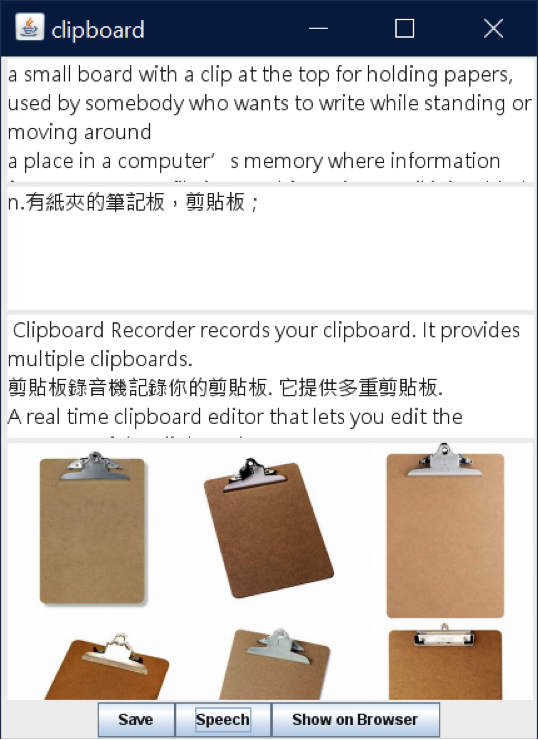 clipboard
a small board with a clip at the top for holding papers,
used by somebody who wants to write while standing or
moving around
a place in a computer’s memory where information
n.有紙夾的筆記板，剪貼板；
Clipboard Recorder records your clipboard. It provides
multiple clipboards.
剪貼板錄音機記錄你的剪貼板. 它提供多重剪貼板.
A real time clipboard editor that lets you edit the
Save
Speech
Show on Browser